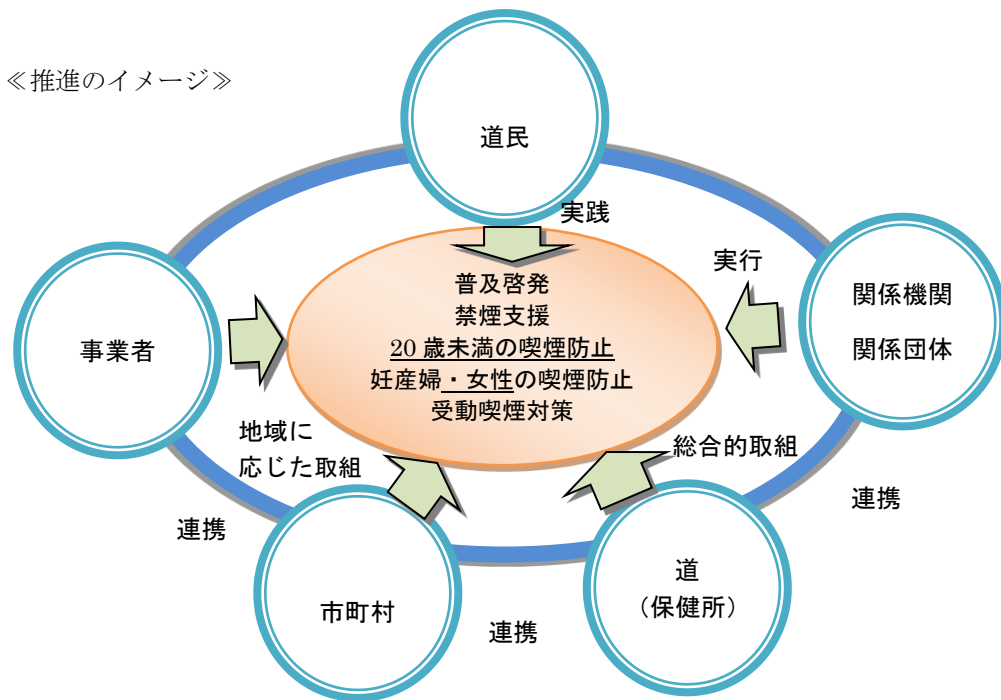 ≪推進のイメージ≫
道民
実践
実行
関係機関
関係団体
事業者
普及啓発
禁煙支援
20 歳未満の喫煙防止
妊産婦・女性の喫煙防止
受動喫煙対策
地域に
応じた取組
総合的取組
連携
連携
市町村
道
（保健所）
連携